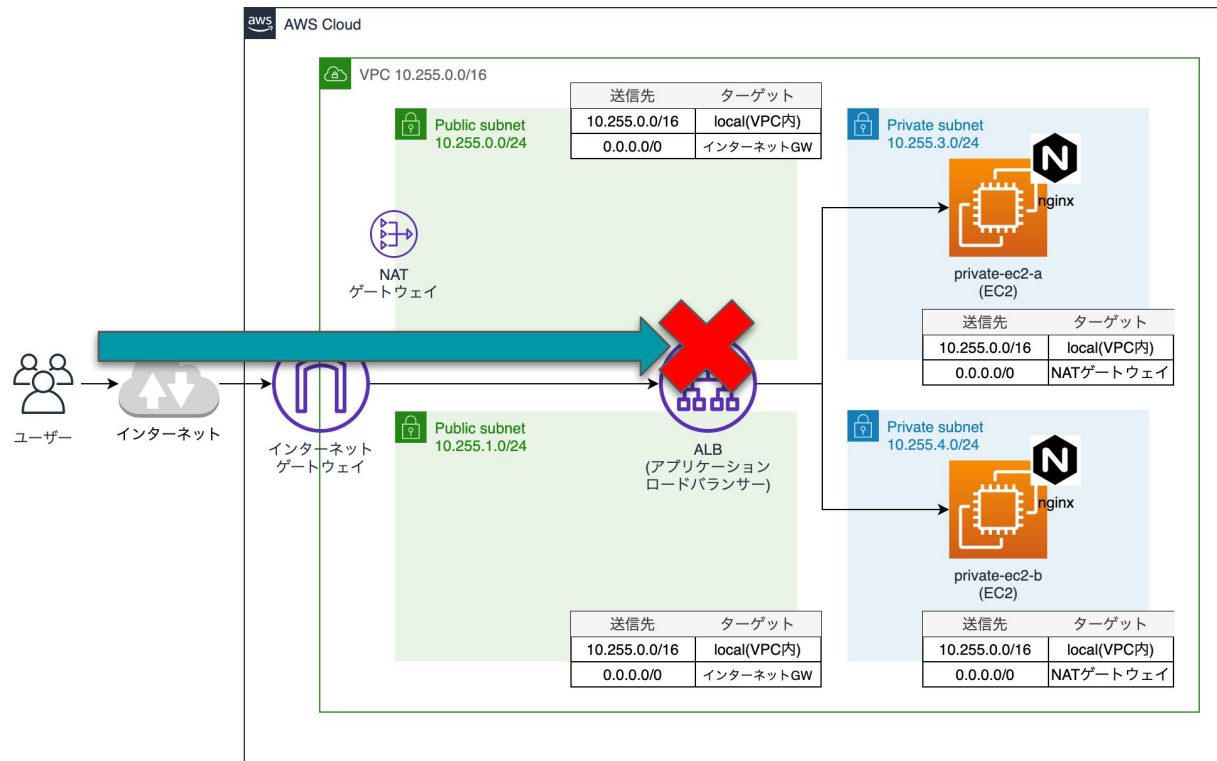 aws
AWS Cloud
VPC 10.255.0.0/16
送信先 ターゲット
10.255.0.0/16 local(VPC内)
0.0.0.0/0 インターネットGW
Public subnet
10.255.0.0/24
Private subnet
10.255.3.0/24
N
nginx
NAT
ゲートウェイ
private-ec2-a
(EC2)
送信先 ターゲット
10.255.0.0/16 local(VPC内)
0.0.0.0/0 NATゲートウェイ
ユーザー
インターネット
インターネット
ゲートウェイ
Public subnet
10.255.1.0/24
ALB
(アプリケーション
ロードバランサー)
Private subnet
10.255.4.0/24
N
nginx
private-ec2-b
(EC2)
送信先 ターゲット
10.255.0.0/16 local(VPC内)
0.0.0.0/0 インターネットGW
送信先 ターゲット
10.255.0.0/16 local(VPC内)
0.0.0.0/0 NATゲートウェイ